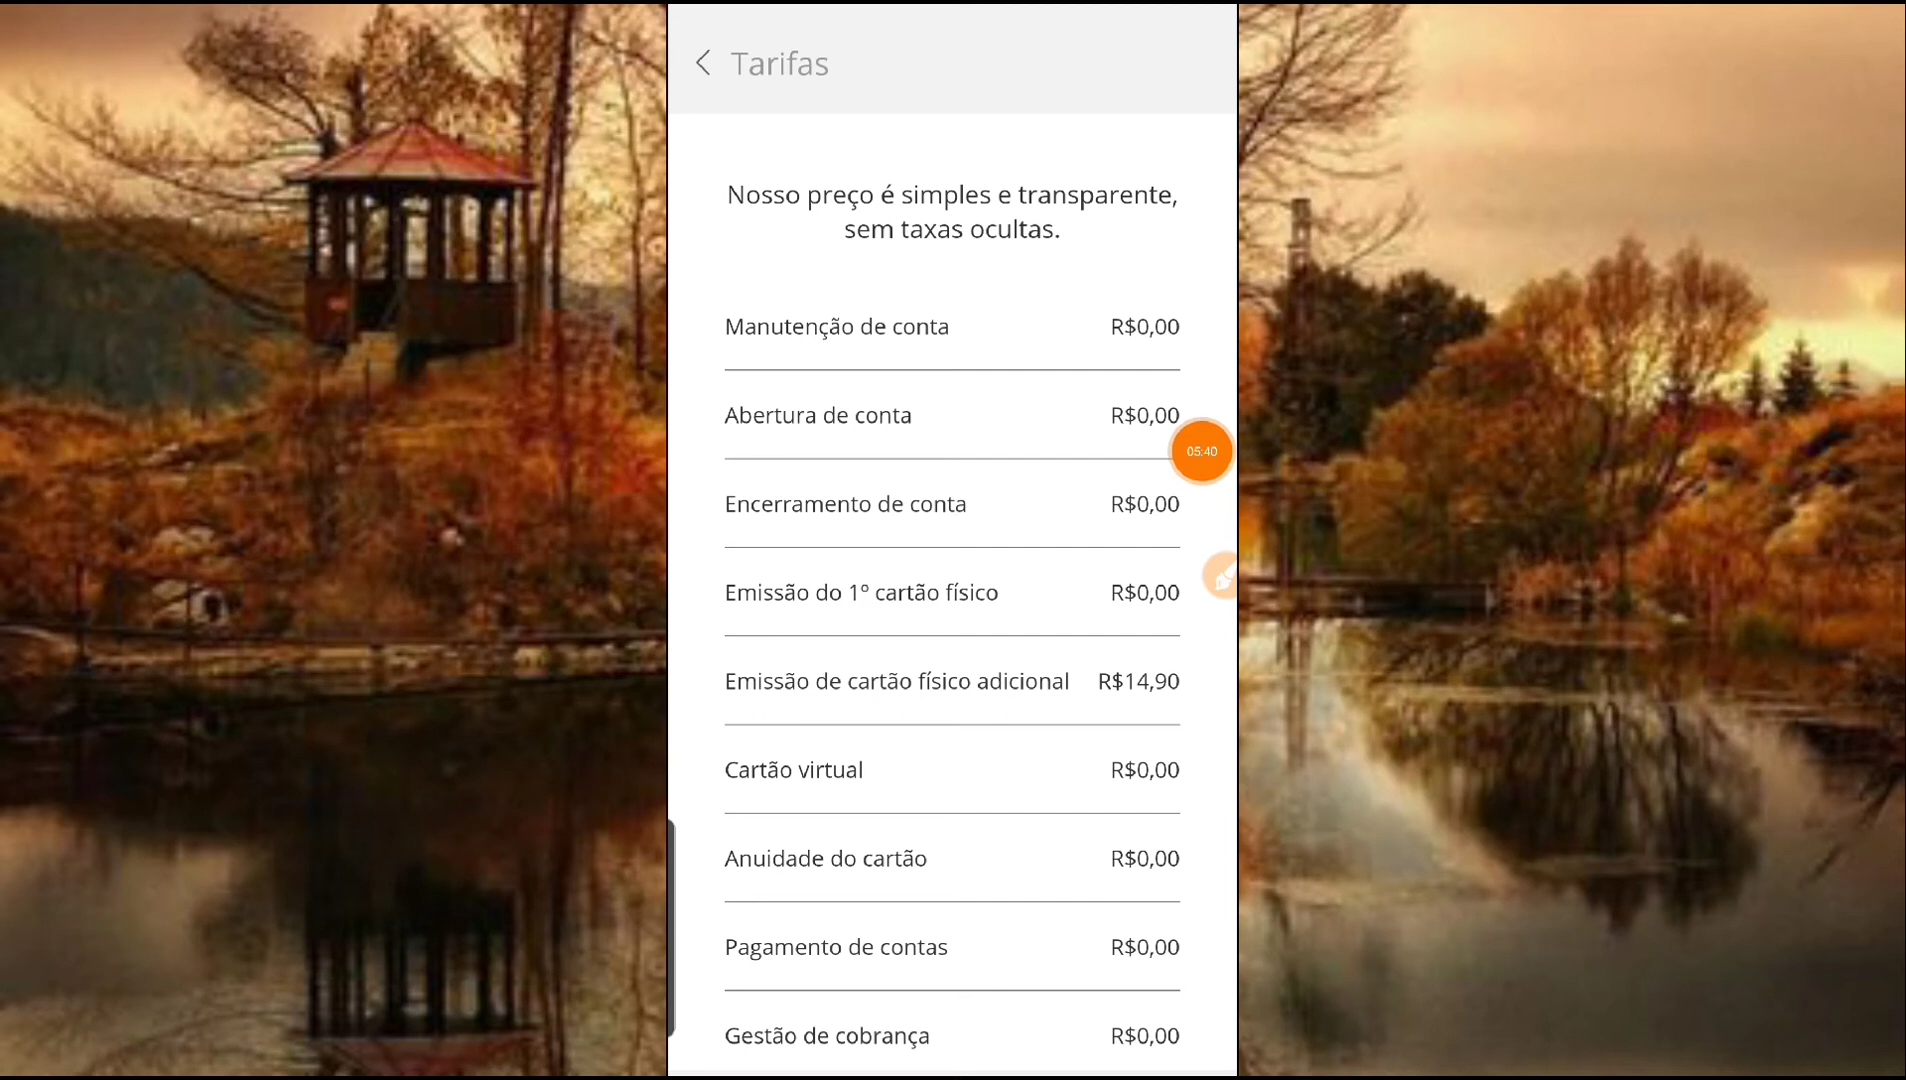 Tarifas
Nosso preço é simples e transparente,
sem taxas ocultas.
Manutenção de conta R$0,00
Abertura de conta R$0,00
05:40
Encerramento de conta R$0,00
Emissão do 1º cartão físico R$0,00
Emissão de cartão físico adicional R$14,90
Cartão virtual R$0,00
Anuidade do cartão R$0,00
Pagamento de contas R$0,00
Gestão de cobrança R$0,00